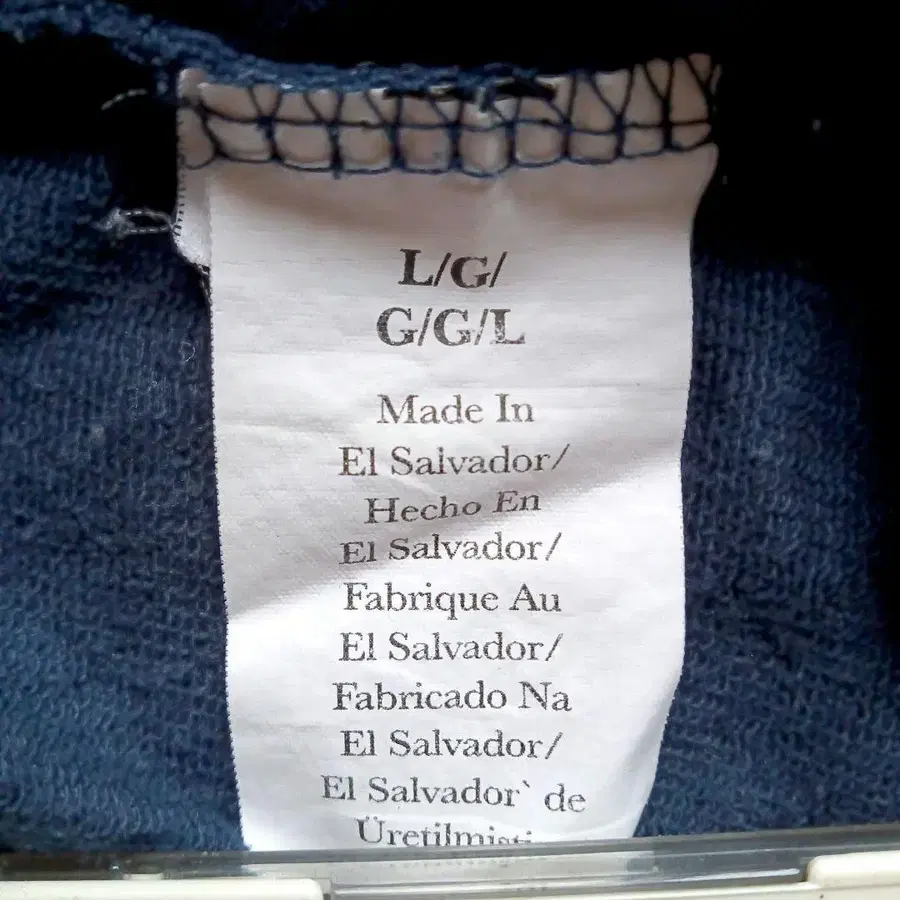 L/G/
G/G/L
Made In
El Salvador/
Hecho En
El Salvador/
Fabrique Au
El Salvador/
Fabricado Na
El Salvador/
El Salvador` de